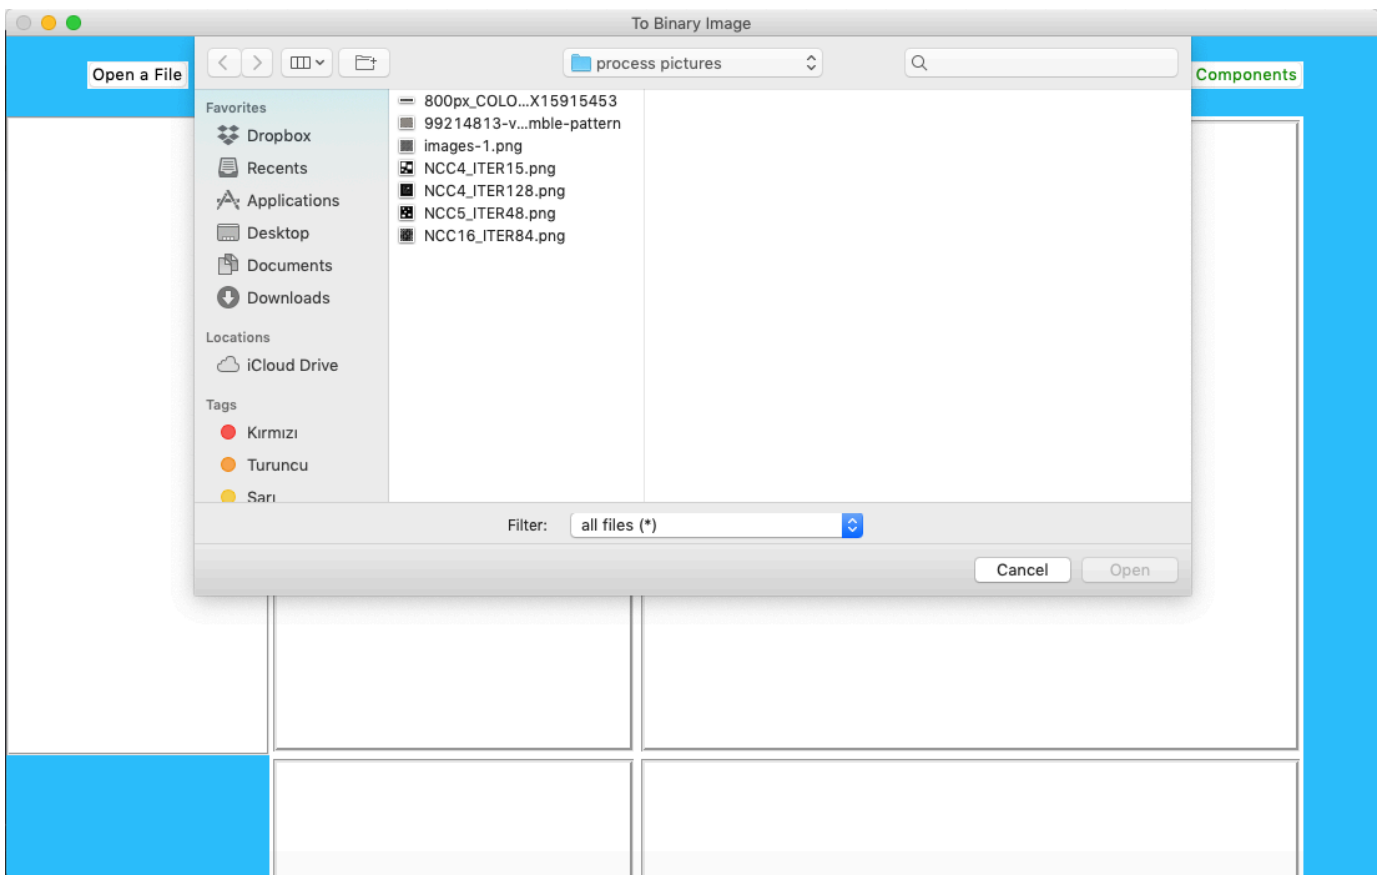 To Binary Image
Open a File
process pictures
Components
Favorites
Dropbox
Recents
Applications
Desktop
Documents
Downloads
Locations
iCloud Drive
Tags
Kırmızı
Turuncu
Sarı
800px_COLO...X15915453
99214813-v...mble-pattern
images-1.png
NCC4_ITER15.png
NCC4_ITER128.png
NCC5_ITER48.png
NCC16_ITER84.png
Filter: all files (*)
Cancel Open